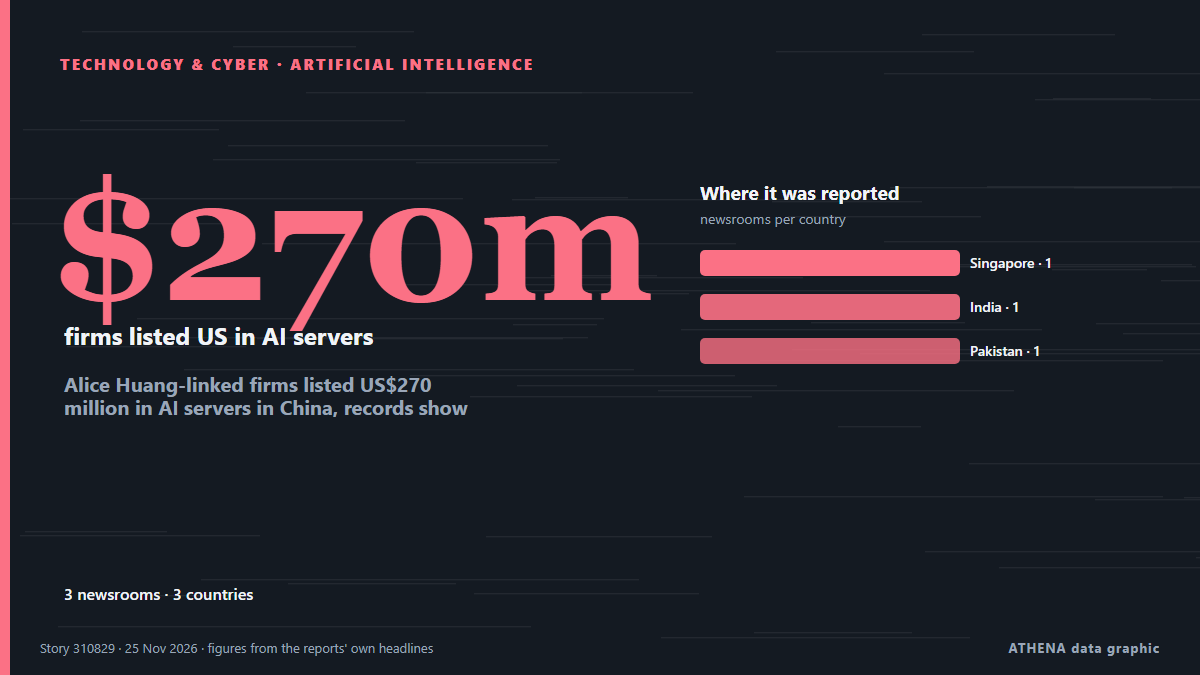 TECHNOLOGY & CYBER · ARTIFICIAL INTELLIGENCE
$270m
firms listed US in AI servers
Alice Huang-linked firms listed US$270
million in AI servers in China, records show
Where it was reported
newsrooms per country
Singapore · 1
India · 1
Pakistan · 1
3 newsrooms · 3 countries
Story 310829 · 25 Nov 2026 · figures from the reports' own headlines
ATHENA data graphic